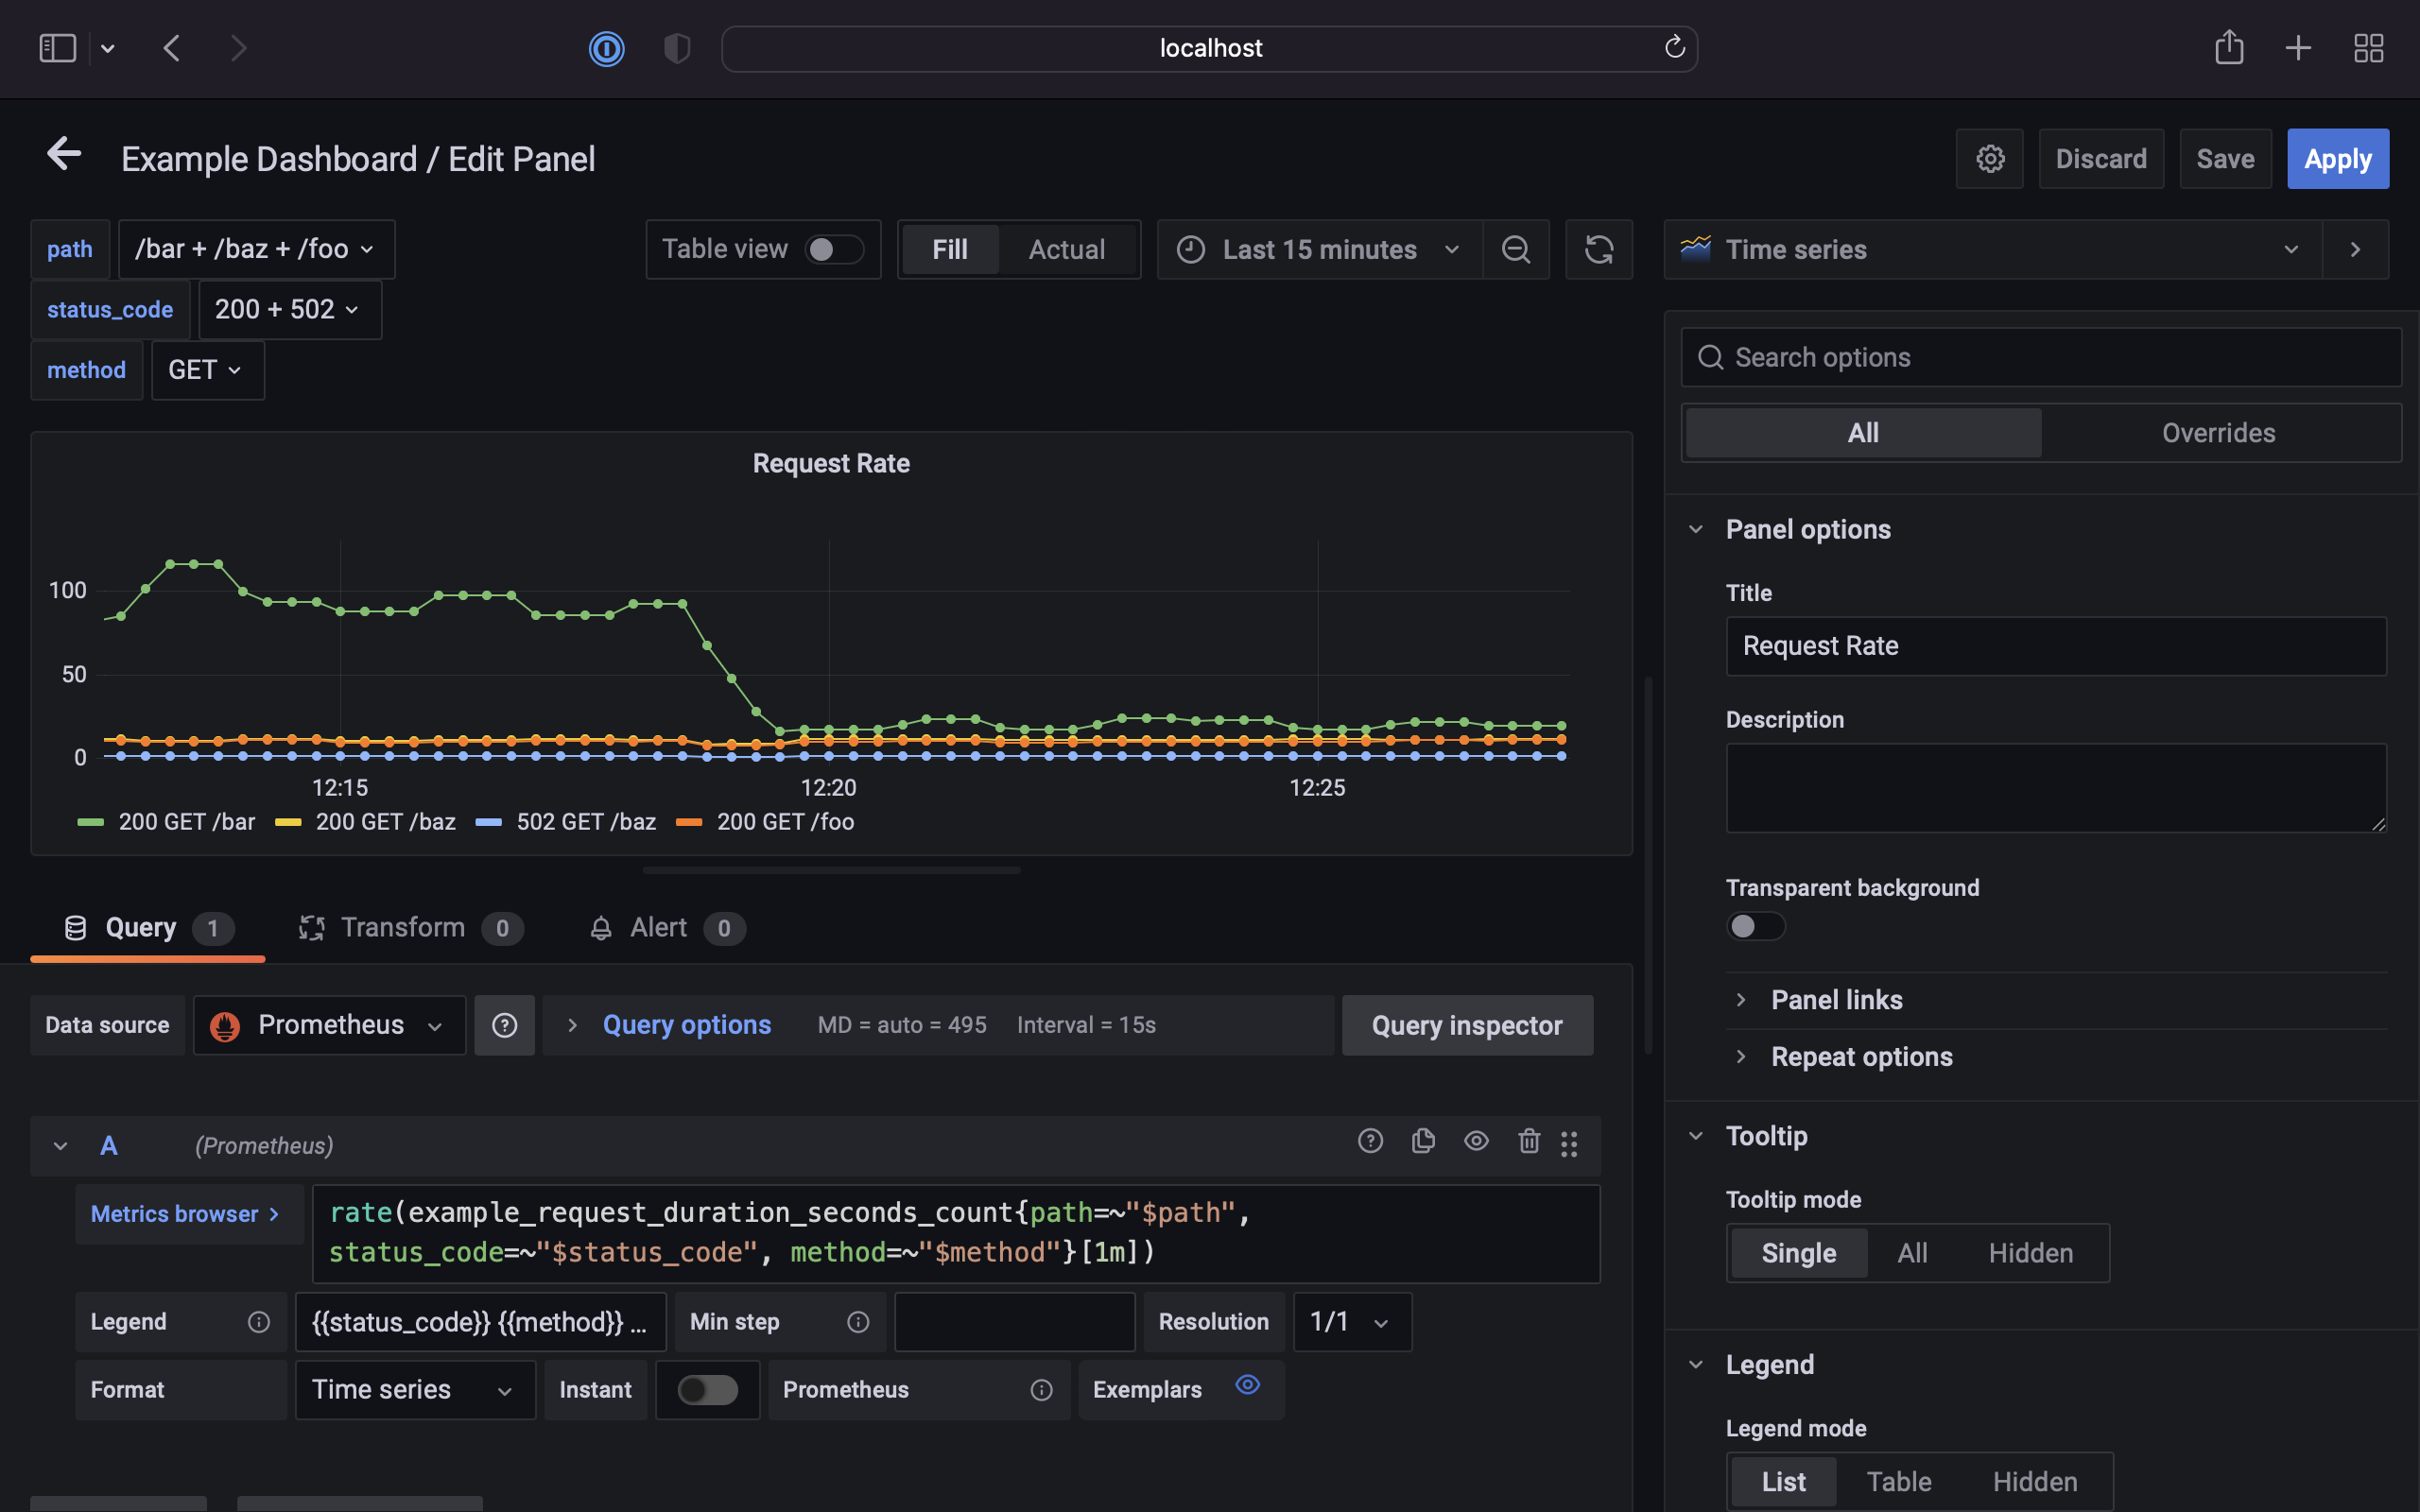 localhost
Example Dashboard / Edit Panel
Discard
Save
Apply
path
/bar + /baz + /foo
Table view
Fill
Actual
Last 15 minutes
Time series
status_code
200 + 502
method
GET
Search options
All
Overrides
Request Rate
100
50
0
12:15
12:20
12:25
200 GET /bar
200 GET /baz
502 GET /baz
200 GET /foo
Panel options
Title
Request Rate
Description
Transparent background
Panel links
Repeat options
Query 1
Transform 0
Alert 0
Data source
Prometheus
Query options
MD = auto = 495
Interval = 15s
Query inspector
A
(Prometheus)
Metrics browser >
rate(example_request_duration_seconds_count{path=~"$path",
status_code=~"$status_code", method=~"$method"}[1m])
Legend
{{status_code}} {{method}} ...
Min step
Resolution
1/1
Format
Time series
Instant
Prometheus
Exemplars
Tooltip
Tooltip mode
Single
All
Hidden
Legend
Legend mode
List
Table
Hidden